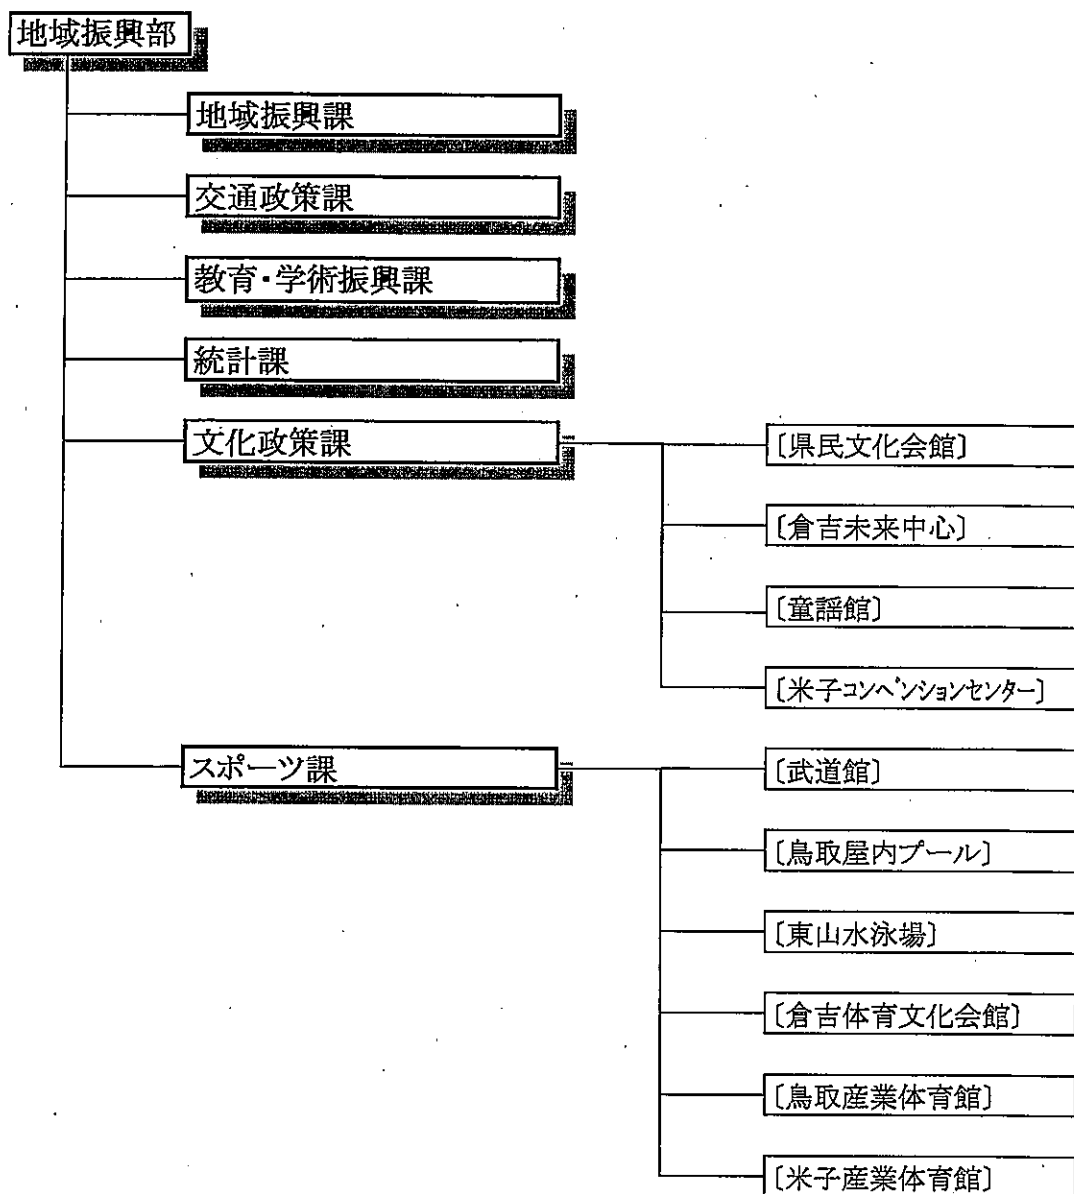 地域振興部
地域振興課
交通政策課
教育・学術振興課
統計課
文化政策課
〔県民文化会館〕
〔倉吉未来中心〕
〔童謡館〕
〔米子コンベンションセンター〕
スポーツ課
〔武道館〕
〔鳥取屋内プール〕
〔東山水泳場〕
〔倉吉体育文化会館〕
〔鳥取産業体育館〕
〔米子産業体育館〕